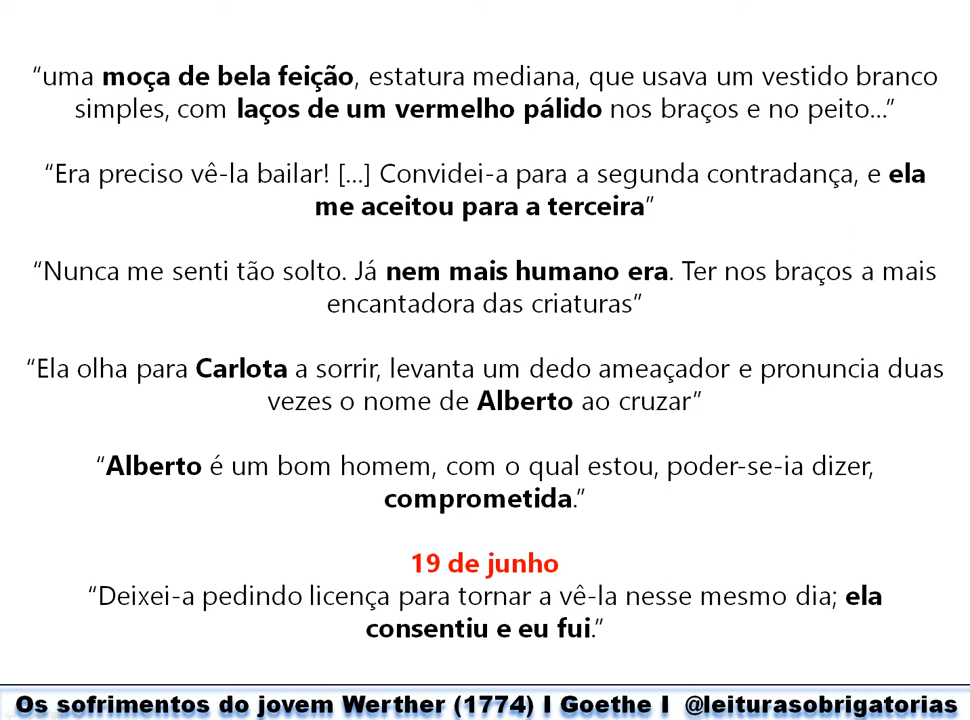 “uma moça de bela feição, estatura mediana, que usava um vestido branco
simples, com laços de um vermelho pálido nos braços e no peito...”
“Era preciso vê-la bailar! [...] Convidei-a para a segunda contradança, e ela
me aceitou para a terceira”
“Nunca me senti tão solto. Já nem mais humano era. Ter nos braços a mais
encantadora das criaturas”
“Ela olha para Carlota a sorrir, levanta um dedo ameaçador e pronuncia duas
vezes o nome de Alberto ao cruzar”
“Alberto é um bom homem, com o qual estou, poder-se-ia dizer,
comprometida.”
19 de junho
“Deixei-a pedindo licença para tornar a vê-la nesse mesmo dia; ela
consentiu e eu fui.”
Os sofrimentos do jovem Werther (1774) I Goethe I @leiturasobrigatorias